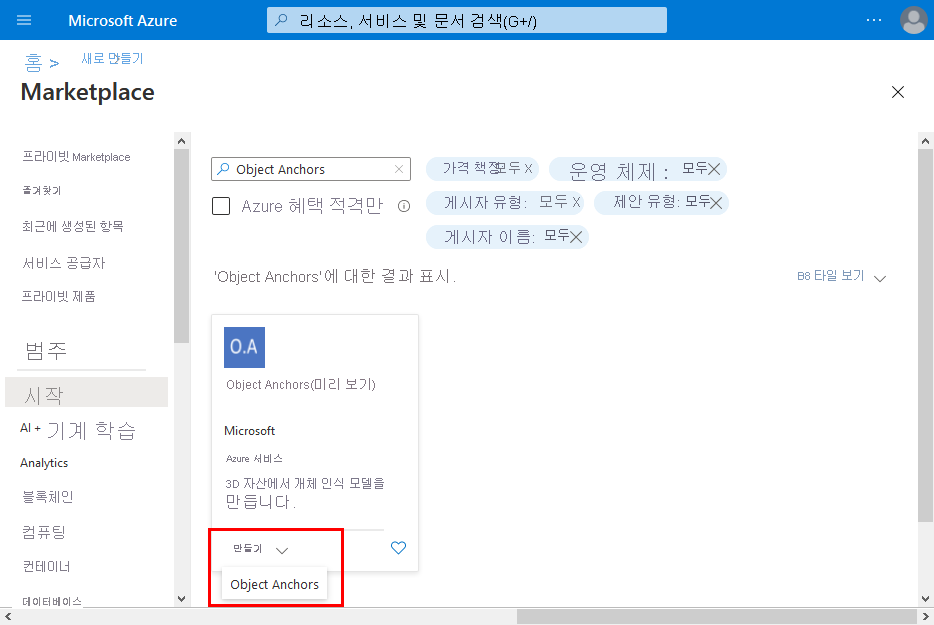 Microsoft Azure
리소스, 서비스 및 문서 검색(G+/)
홈 > 새로 만들기
Marketplace
프라이빗 Marketplace
즐겨찾기
최근에 생성된 항목
서비스 공급자
프라이빗 제품
범주
시작
AI + 기계 학습
Analytics
블록체인
컴퓨팅
컨테이너
데이터베이스
Object Anchors
가격 책정 모두 X
운영 체제 : 모두
Azure 혜택 적격만
게시자 유형: 모두 X
제안 유형: 모두
게시자 이름: 모두
'Object Anchors'에 대한 결과 표시.
B8 타일 보기
O.A
Object Anchors(미리 보기)
Microsoft
Azure 서비스
3D 자산에서 개체 인식 모델을
만듭니다.
만들기
Object Anchors